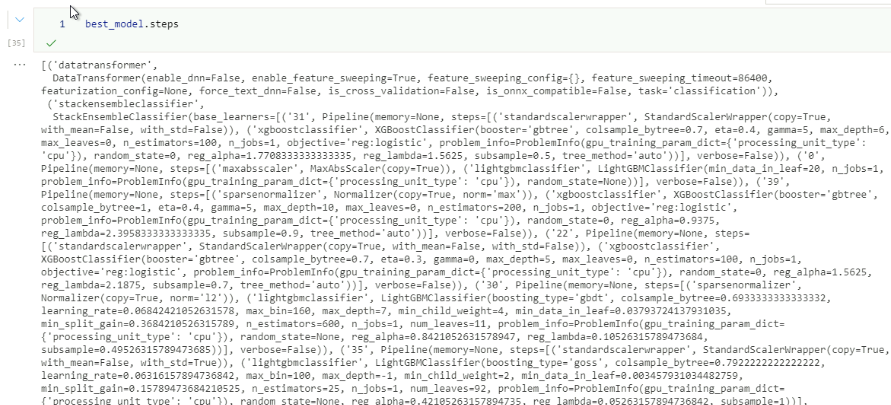 1 best_model.steps
[35]
... [('datatransformer',
DataTransformer(enable_dnn=False, enable_feature_sweeping=True, feature_sweeping_config={}, feature_sweeping_timeout=86400,
featurization_config=None, force_text_dnn=False, is_cross_validation=False, is_onnx_compatible=False, task='classification')),
('stackensembleclassifier',
StackEnsembleClassifier(base_learners=[('31', Pipeline(memory=None, steps=[('standardscalerwrapper', StandardScalerWrapper(copy=True,
with_mean=False, with_std=False)), ('xgboostclassifier', XGBoostClassifier(booster='gbtree', colsample_bytree=0.7, eta=0.4, gamma=5, max_depth=6,
max_leaves=0, n_estimators=100, n_jobs=1, objective='reg:logistic', problem_info=ProblemInfo(gpu_training_param_dict={'processing_unit_type':
'cpu'}), random_state=0, reg_alpha=1.7708333333333335, reg_lambda=1.5625, subsample=0.5, tree_method='auto'))], verbose=False)), ('0',
Pipeline(memory=None, steps=[('maxabsscaler', MaxAbsScaler(copy=True)), ('lightgbmclassifier', LightGBMClassifier(min_data_in_leaf=20, n_jobs=1,
problem_info=ProblemInfo(gpu_training_param_dict={'processing_unit_type': 'cpu'}), random_state=None))], verbose=False)), ('39',
Pipeline(memory=None, steps=[('sparsenormalizer', Normalizer(copy=True, norm='max')), ('xgboostclassifier', XGBoostClassifier(booster='gbtree',
colsample_bytree=1, eta=0.4, gamma=5, max_depth=10, max_leaves=0, n_estimators=200, n_jobs=1, objective='reg:logistic',
problem_info=ProblemInfo(gpu_training_param_dict={'processing_unit_type': 'cpu'}), random_state=0, reg_alpha=0.9375,
reg_lambda=2.3958333333333335, subsample=0.9, tree_method='auto'))], verbose=False)), ('22', Pipeline(memory=None, steps=
[('standardscalerwrapper', StandardScalerWrapper(copy=True, with_mean=False, with_std=False)), ('xgboostclassifier',
XGBoostClassifier(booster='gbtree', colsample_bytree=0.7, eta=0.3, gamma=0, max_depth=5, max_leaves=0, n_estimators=100, n_jobs=1,
objective='reg:logistic', problem_info=ProblemInfo(gpu_training_param_dict={'processing_unit_type': 'cpu'}), random_state=0, reg_alpha=1.5625,
reg_lambda=2.1875, subsample=0.7, tree_method='auto'))], verbose=False)), ('30', Pipeline(memory=None, steps=[('sparsenormalizer',
Normalizer(copy=True, norm='l2')), ('lightgbmclassifier', LightGBMClassifier(boosting_type='gbdt', colsample_bytree=0.6933333333333332,
learning_rate=0.06842421052631578, max_bin=160, max_depth=7, min_child_weight=4, min_data_in_leaf=0.03793724137931035,
min_split_gain=0.3684210526315789, n_estimators=600, n_jobs=1, num_leaves=11, problem_info=ProblemInfo(gpu_training_param_dict=
{'processing_unit_type': 'cpu'}), random_state=None, reg_alpha=0.8421052631578947, reg_lambda=0.10526315789473684,
subsample=0.49526315789473685))], verbose=False)), ('35', Pipeline(memory=None, steps=[('standardscalerwrapper', StandardScalerWrapper(copy=True,
with_mean=False, with_std=True)), ('lightgbmclassifier', LightGBMClassifier(boosting_type='goss', colsample_bytree=0.7922222222222222,
learning_rate=0.06316157894736842, max_bin=100, max_depth=-1, min_child_weight=2, min_data_in_leaf=0.003457931034482759,
min_split_gain=0.15789473684210525, n_estimators=25, n_jobs=1, num_leaves=92, problem_info=ProblemInfo(gpu_training_param_dict=
{'processing_unit_type': 'cpu'}), random_state=None, reg_alpha=0.42105263157894735, reg_lambda=0.05263157894736842, subsample=1))],